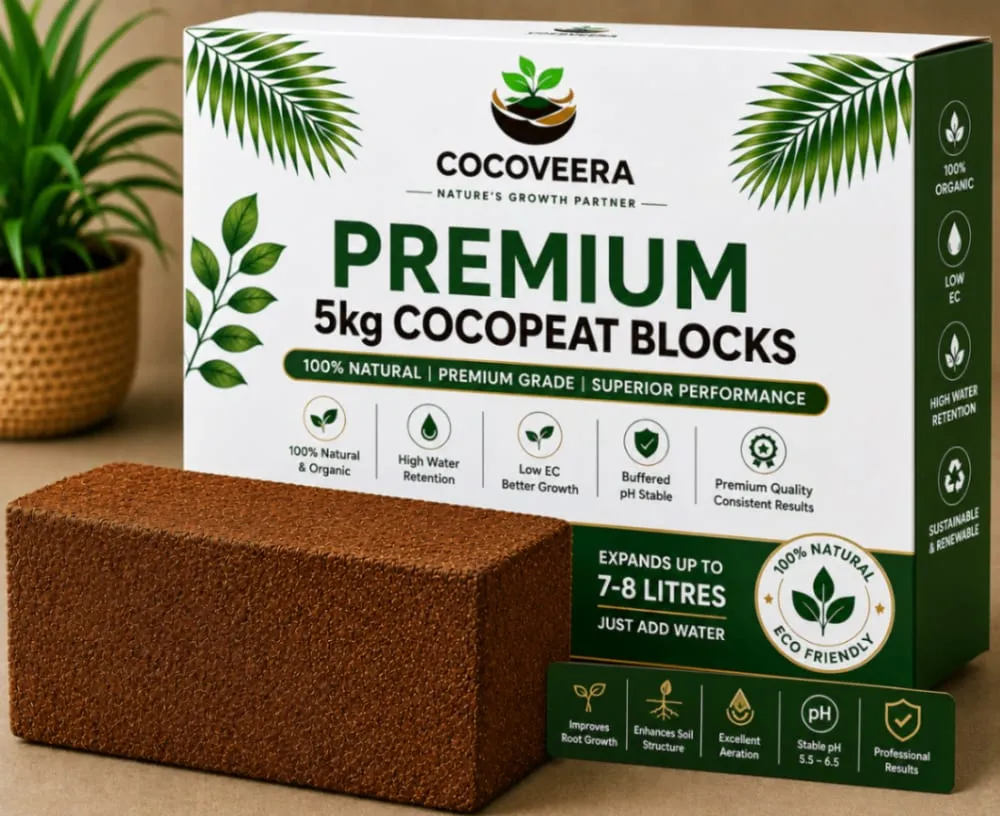 COCOVEERA
COCOVEERA
NATURE'S GROWTH PARTNER
PREMIUM
5kg COCOPEAT BLOCKS
100% NATURAL | PREMIUM GRADE | SUPERIOR PERFORMANCE
100% Natural
& Organic
High Water
Retention
Low EC
Better Growth
Buffered
pH Stable
Premium Quality
Consistent Results
EXPANDS UP TO
7-8 LITRES
JUST ADD WATER
100% NATURAL
ECO FRIENDLY
Improves
Root Growth
Enhances Soil
Structure
Excellent
Aeration
pH
Stable pH
5.5 – 6.5
Professional
Results
100%
ORGANIC
LOW
EC
HIGH WATER
RETENTION
SUSTAINABLE
& RENEWABLE